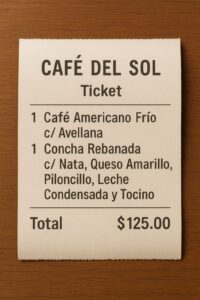 CAFÉ DEL SOL
Ticket
1 Café Americano Frío
c/ Avellana
1 Concha Rebanada
c/ Nata, Queso Amarillo,
Piloncillo, Leche
Condensada y Tocino
Total $125.00